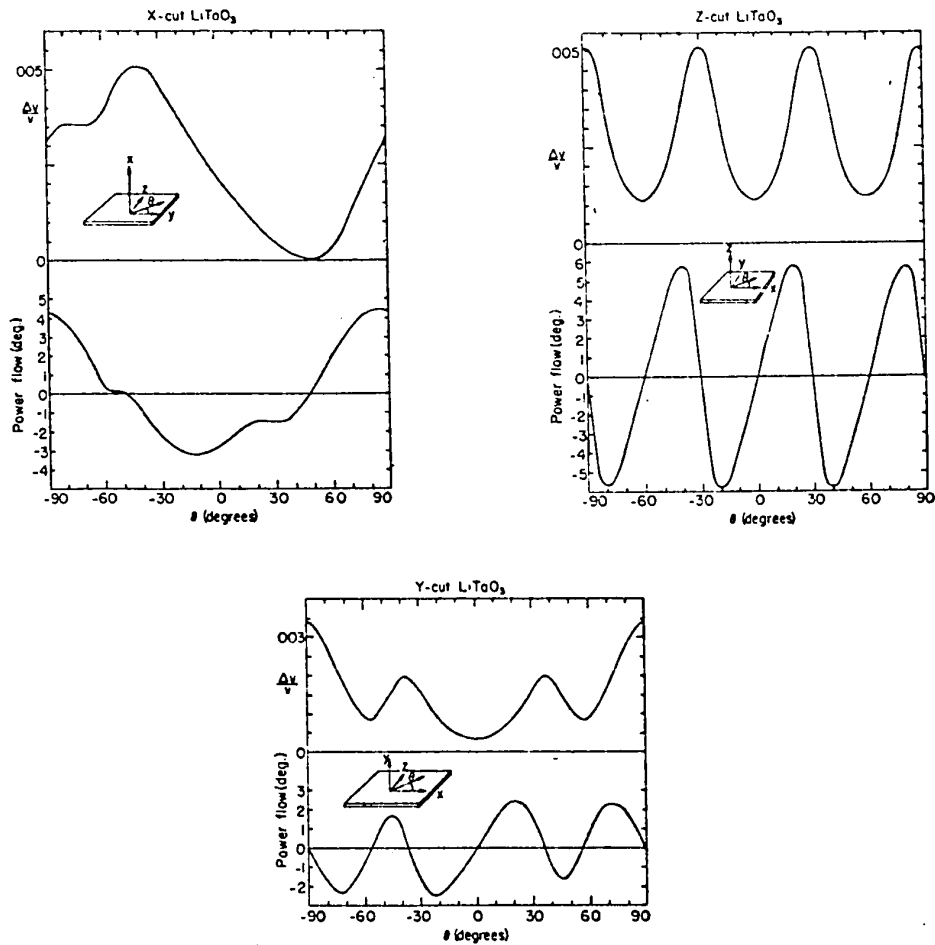 X-cut LiTaO3
005
Δv
v
0
x
z
θ
y
5
4
3
2
1
0
-1
-2
-3
-4
Power flow (deg.)
-90 -60 -30 0 30 60 90
θ (degrees)
Z-cut LiTaO3
005
Δv
v
0
z
y
θ
x
6
5
4
3
2
1
0
-1
-2
-3
-4
-5
Power flow (deg.)
-90 -60 -30 0 30 60 90
θ (degrees)
Y-cut LiTaO3
003
Δv
v
0
y
z
θ
x
3
2
1
0
-1
-2
Power flow (deg.)
-90 -60 -30 0 30 60 90
θ (degrees)